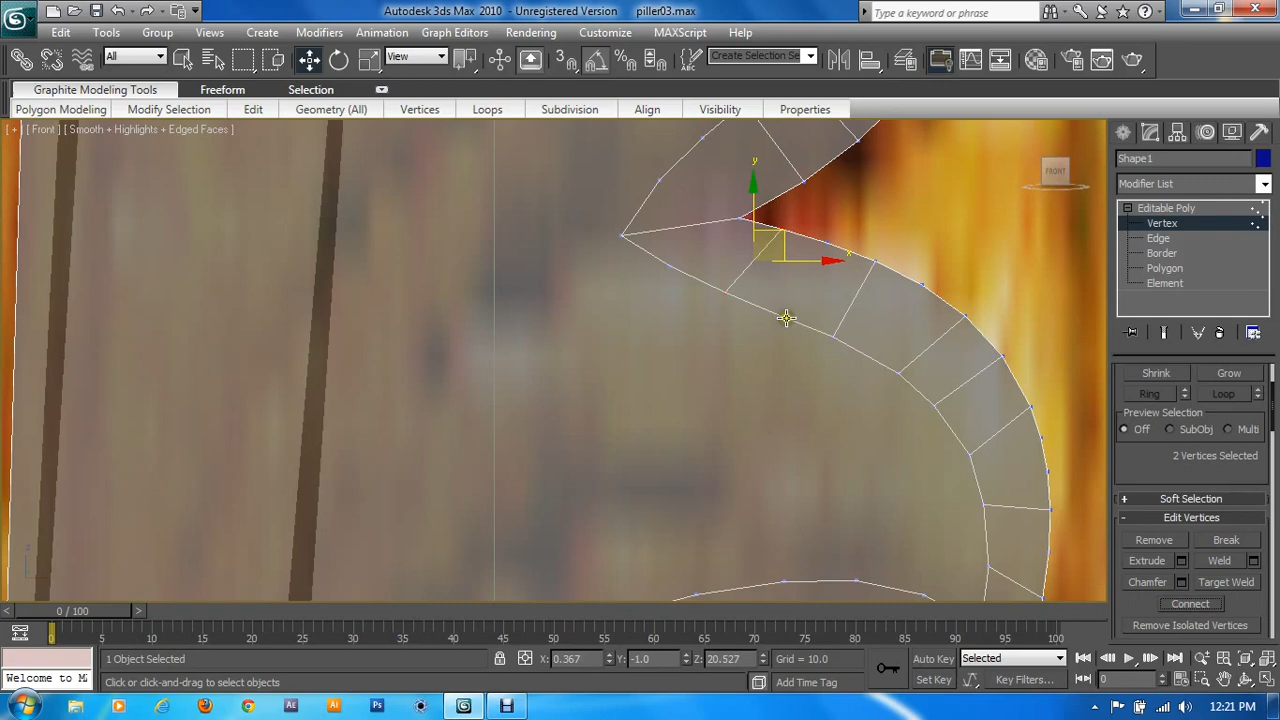 Autodesk 3ds Max 2010 - Unregistered Version piller03.max
Type a keyword or phrase
Edit Tools Group Views Create Modifiers Animation Graph Editors Rendering Customize MAXScript Help
All View 3 Create Selection Se
Graphite Modeling Tools Freeform Selection
Polygon Modeling Modify Selection Edit Geometry (All) Vertices Loops Subdivision Align Visibility Properties
[ + ] [ Front ] [ Smooth + Highlights + Edged Faces ]
FRONT
y
x
z
Shape1
Modifier List
Editable Poly
Vertex
Edge
Border
Polygon
Element
Shrink Grow
Ring Loop
Preview Selection
Off SubObj Multi
2 Vertices Selected
+ Soft Selection
- Edit Vertices
Remove Break
Extrude Weld
Chamfer Target Weld
Connect
Remove Isolated Vertices
< 0 / 100 >
0 5 10 15 20 25 30 35 40 45 50 55 60 65 70 75 80 85 90 95 100
1 Object Selected X: 0.367 Y: -1.0 Z: 20.527 Grid = 10.0 Auto Key Selected
Welcome to M Click or click-and-drag to select objects Add Time Tag Set Key Key Filters... 0
Ae Ai Ps 12:21 PM